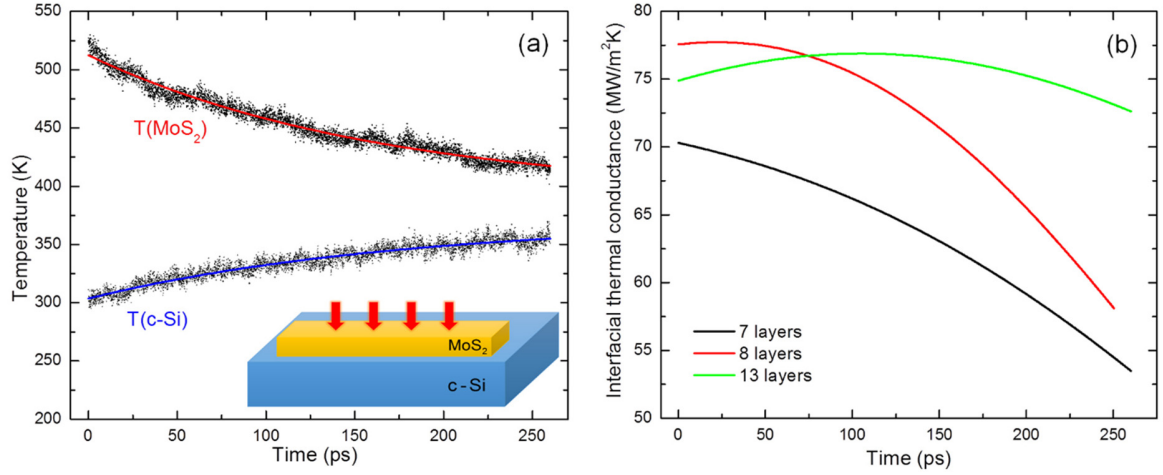 (a)
550
500
450
400
350
300
250
200
Temperature (K)
T(MoS₂)
T(c-Si)
MoS₂
c-Si
0 50 100 150 200 250
Time (ps)
(b)
80
75
70
65
60
55
50
Interfacial thermal conductance (MW/m²K)
7 layers
8 layers
13 layers
0 50 100 150 200 250
Time (ps)